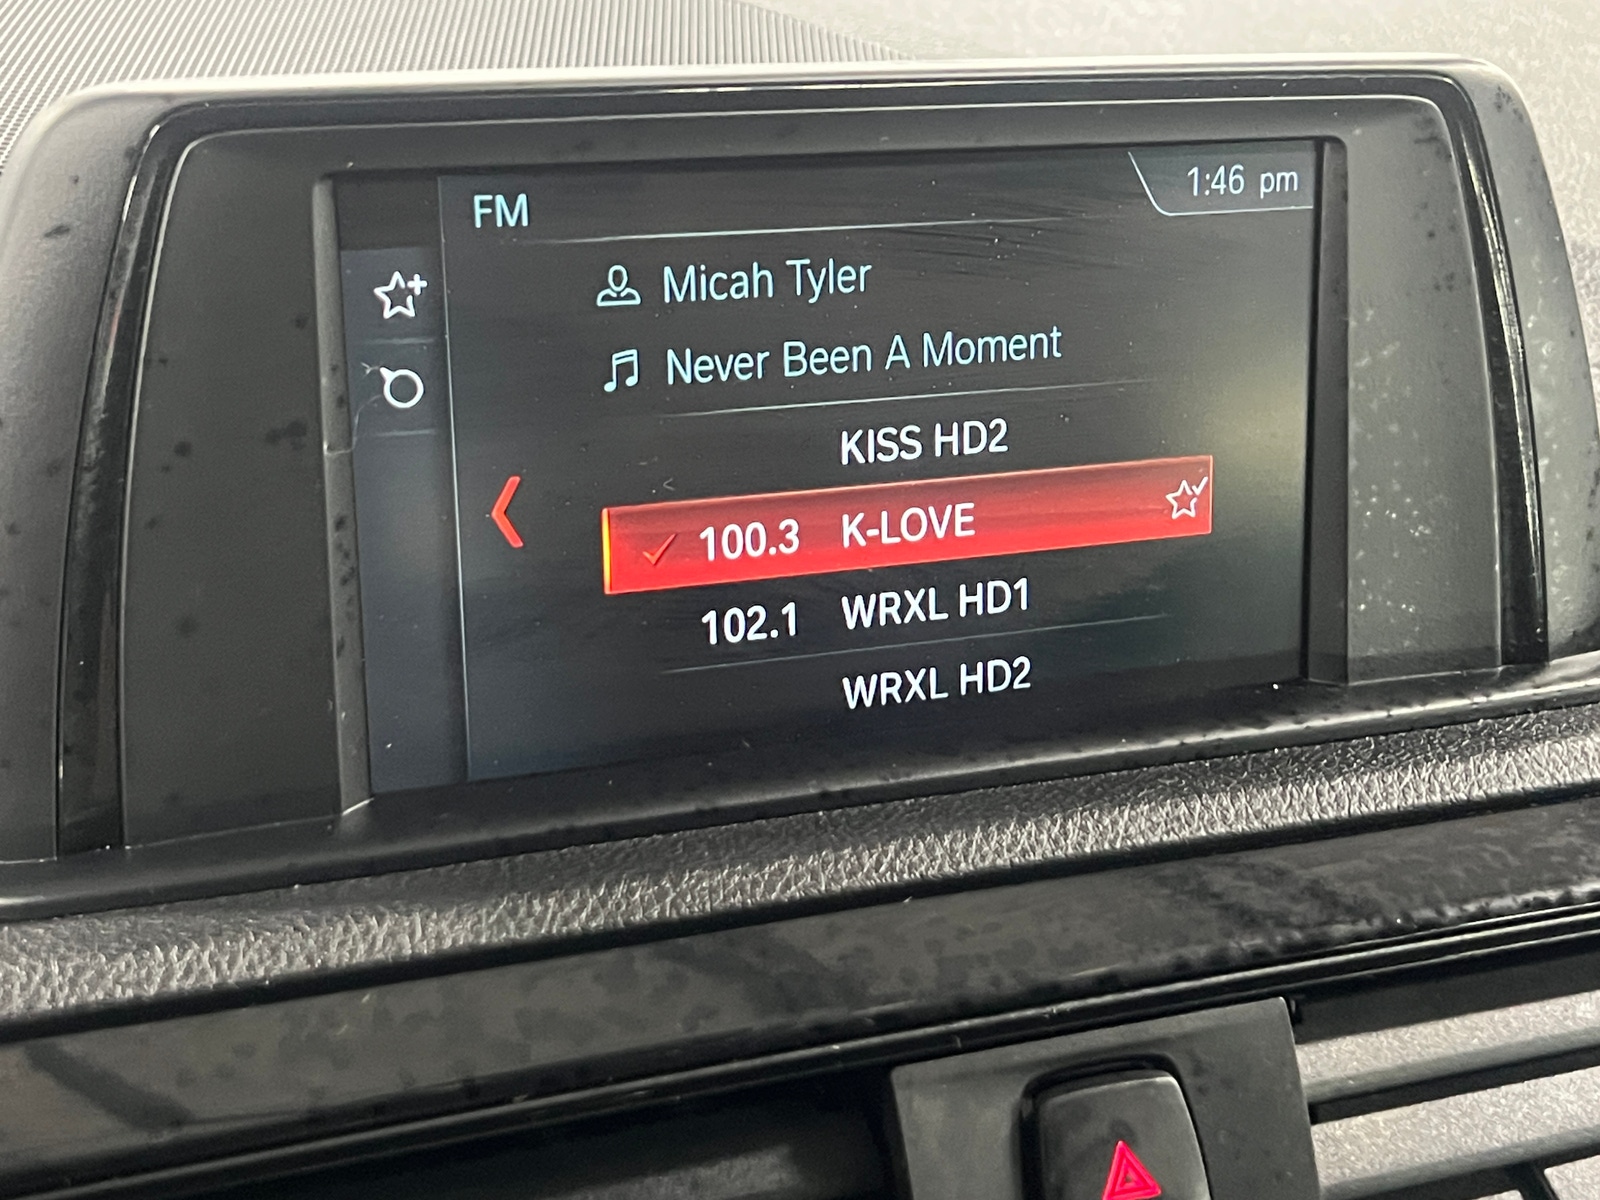 FM
1:46 pm
Micah Tyler
Never Been A Moment
KISS HD2
100.3 K-LOVE
102.1 WRXL HD1
WRXL HD2